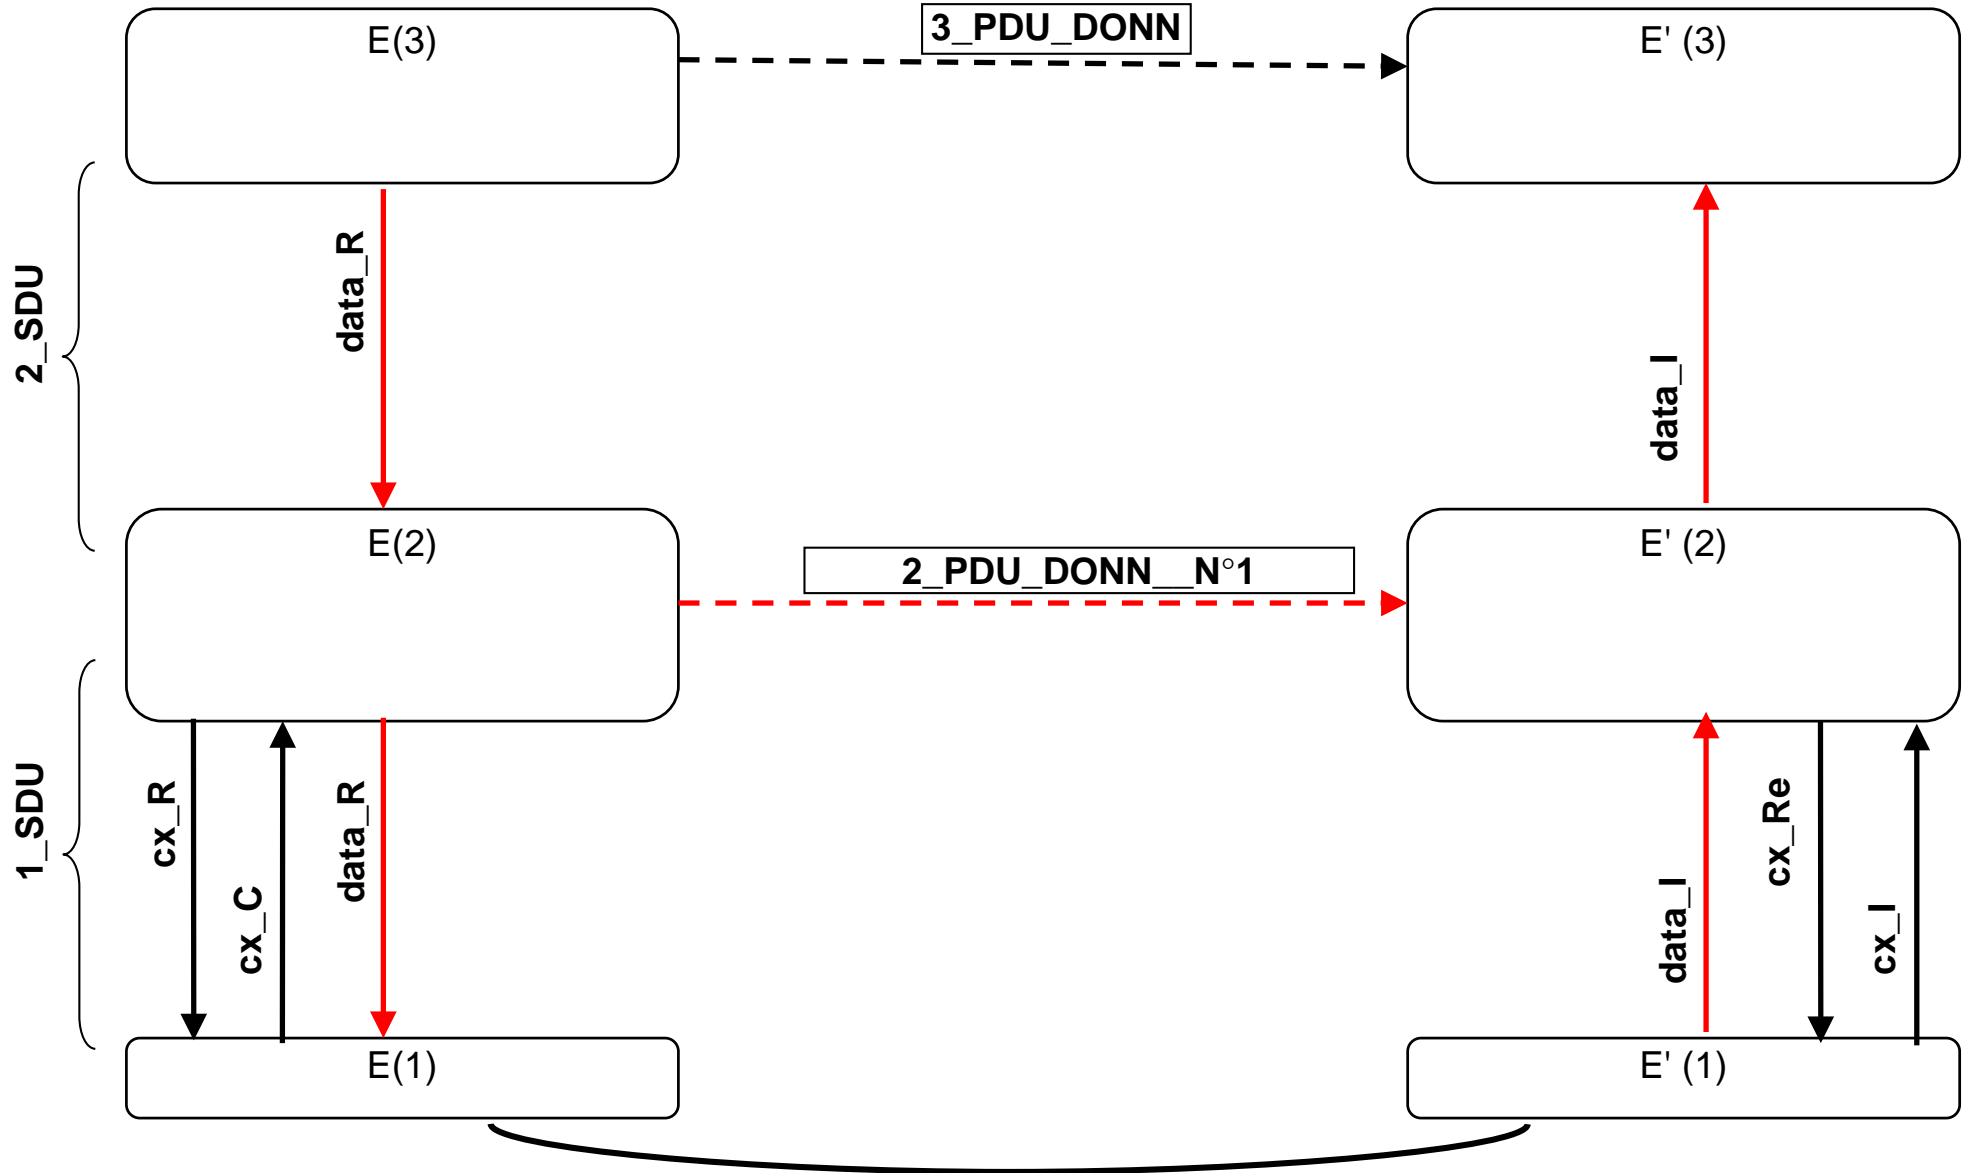 E(3)
3_PDU_DONN
E' (3)
2_SDU
data_R
data_I
E(2)
2_PDU_DONN__N°1
E' (2)
1_SDU
cx_R
cx_C
data_R
data_I
cx_Re
cx_I
E(1)
E' (1)